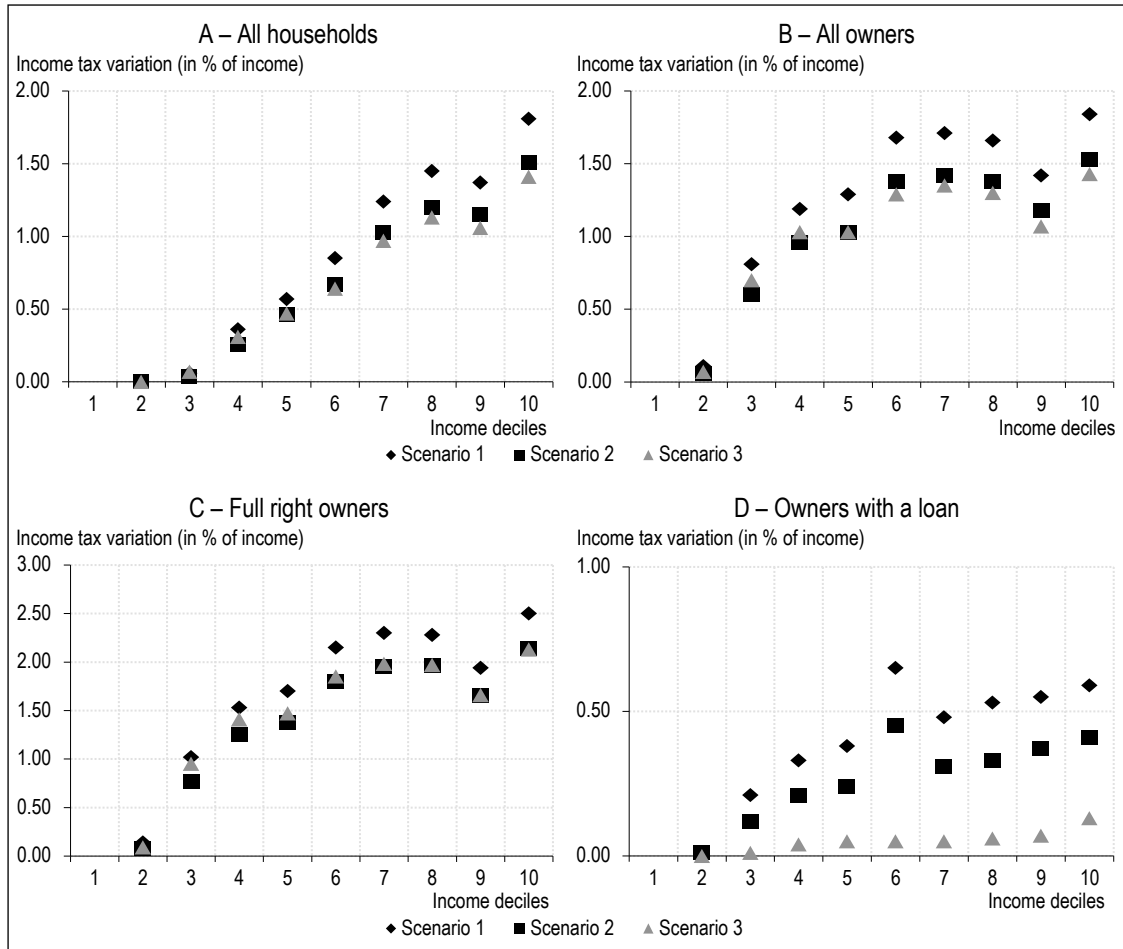 A – All households
Income tax variation (in % of income)
2.00
1.50
1.00
0.50
0.00
1 2 3 4 5 6 7 8 9 10
Income deciles
B – All owners
Income tax variation (in % of income)
2.00
1.50
1.00
0.50
0.00
1 2 3 4 5 6 7 8 9 10
Income deciles
Scenario 1 Scenario 2 Scenario 3
C – Full right owners
Income tax variation (in % of income)
3.00
2.50
2.00
1.50
1.00
0.50
0.00
1 2 3 4 5 6 7 8 9 10
Income deciles
D – Owners with a loan
Income tax variation (in % of income)
1.00
0.50
0.00
1 2 3 4 5 6 7 8 9 10
Income deciles
Scenario 1 Scenario 2 Scenario 3